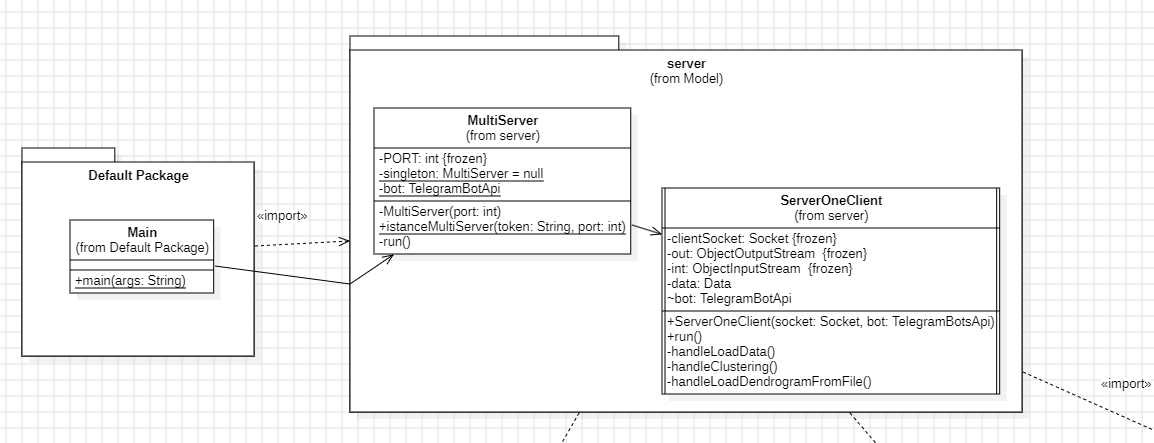 Default Package
Main
(from Default Package)
+main(args: String)
«import»
server
(from Model)
MultiServer
(from server)
-PORT: int {frozen}
-singleton: MultiServer = null
-bot: TelegramBotApi
-MultiServer(port: int)
+istanceMultiServer(token: String, port: int)
-run()
ServerOneClient
(from server)
-clientSocket: Socket {frozen}
-out: ObjectOutputStream  {frozen}
-int: ObjectInputStream  {frozen}
-data: Data
~bot: TelegramBotApi
+ServerOneClient(socket: Socket, bot: TelegramBotsApi)
+run()
-handleLoadData()
-handleClustering()
-handleLoadDendrogramFromFile()
«import»